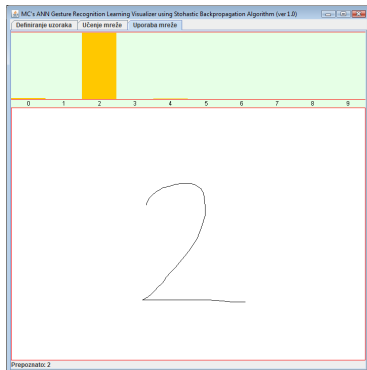 MC's ANN Gesture Recognition Learning Visualizer using Stohastic Backpropagation Algorithm (ver 1.0)
Definiranje uzoraka Učenje mreže Uporaba mreže
0 1 2 3 4 5 6 7 8 9
2
Prepoznato: 2